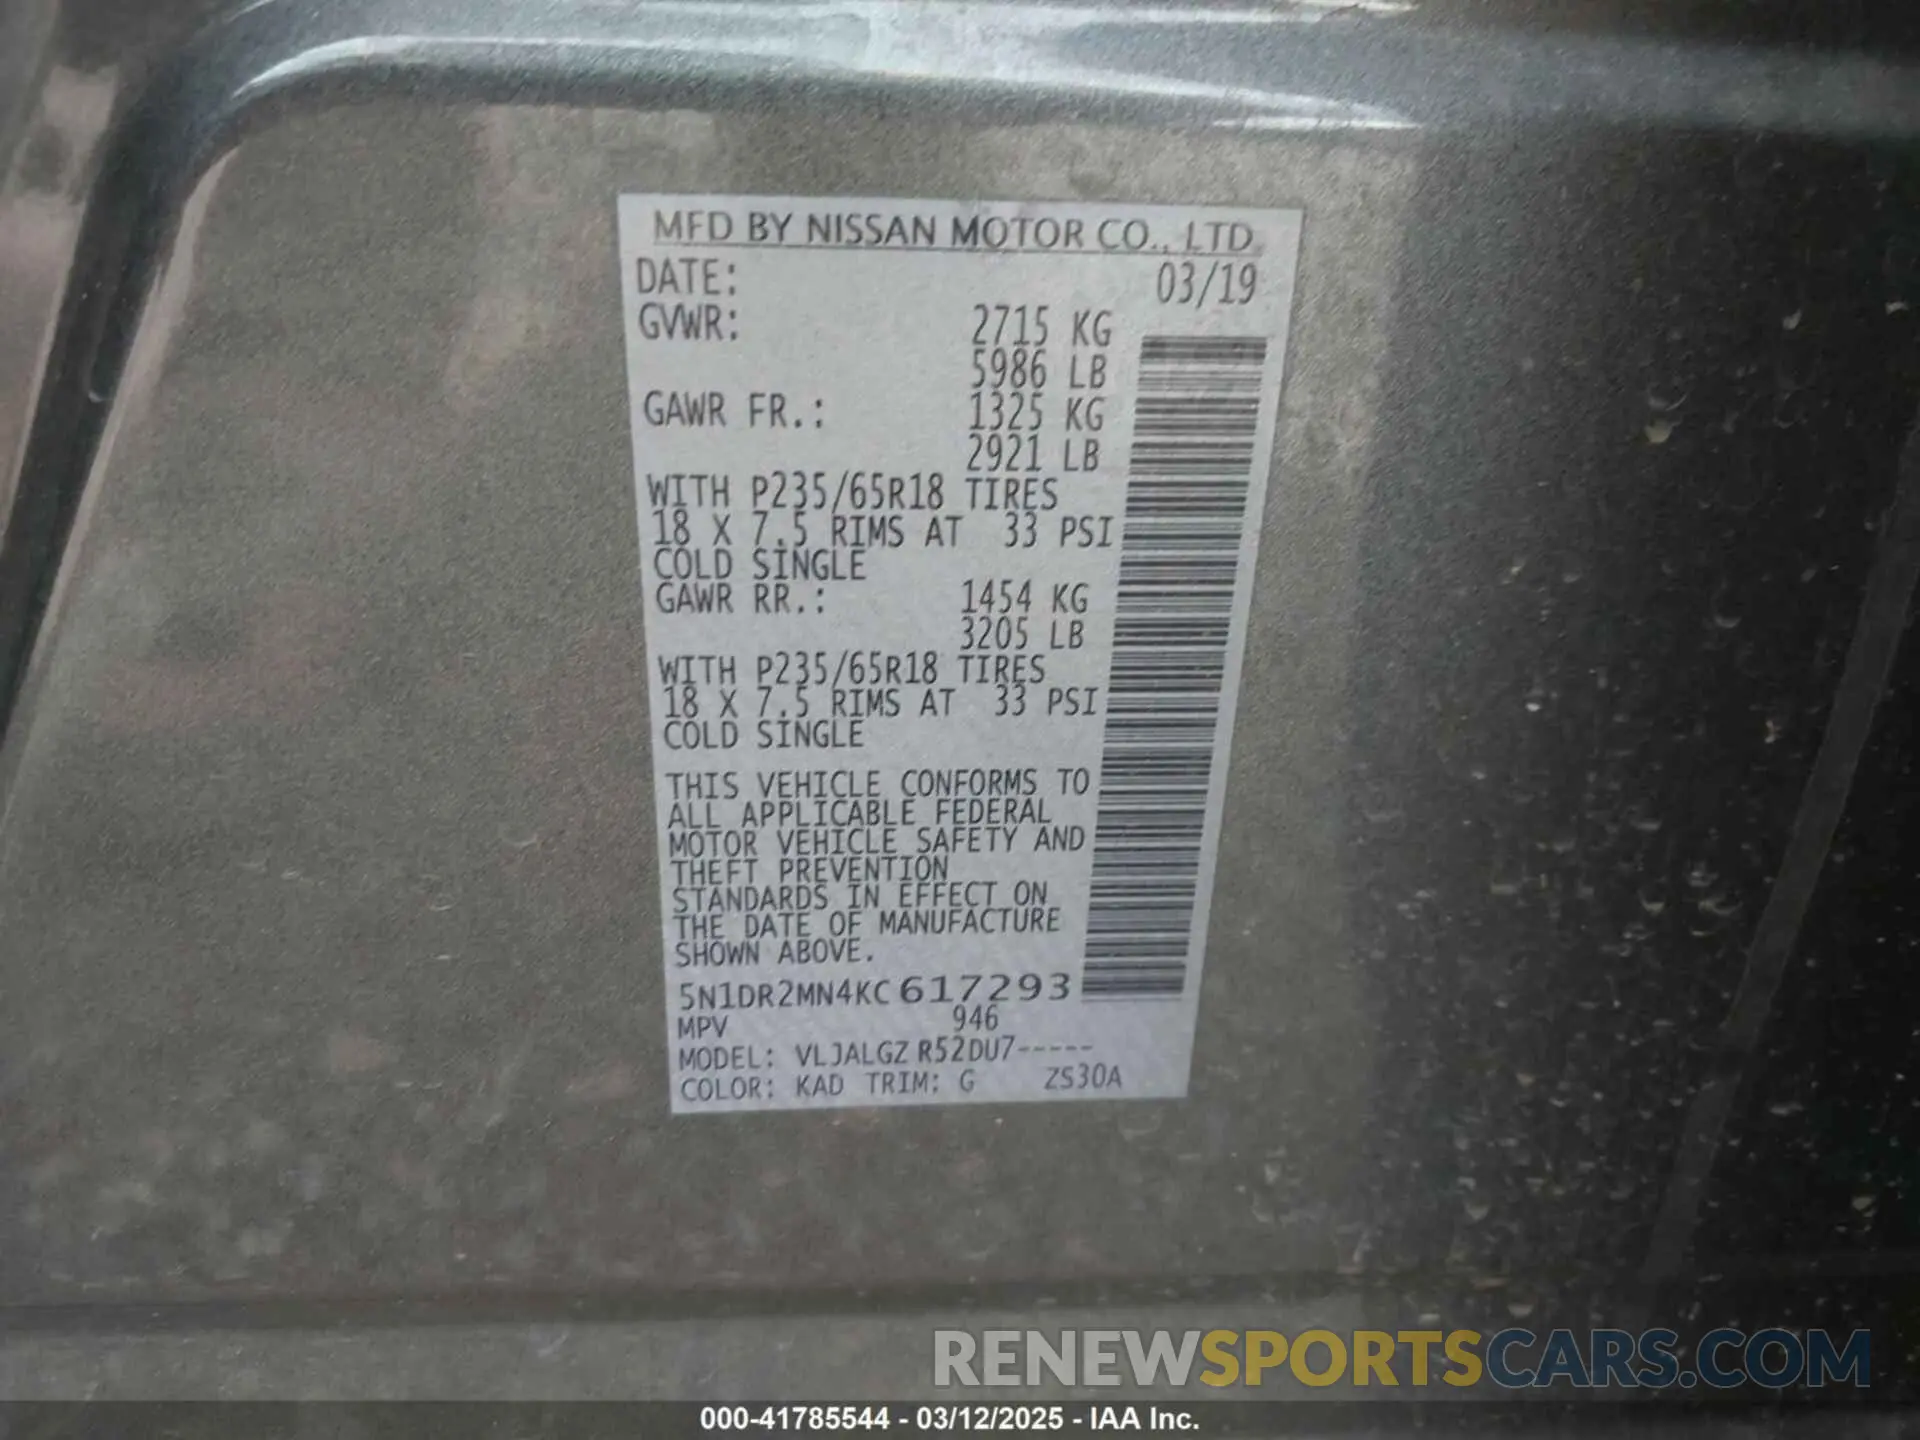 MFD BY NISSAN MOTOR CO., LTD.
DATE: 03/19
GVWR: 2715 KG
5986 LB
GAWR FR.: 1325 KG
2921 LB
WITH P235/65R18 TIRES
18 X 7.5 RIMS AT 33 PSI
COLD SINGLE
GAWR RR.: 1454 KG
3205 LB
WITH P235/65R18 TIRES
18 X 7.5 RIMS AT 33 PSI
COLD SINGLE
THIS VEHICLE CONFORMS TO
ALL APPLICABLE FEDERAL
MOTOR VEHICLE SAFETY AND
THEFT PREVENTION
STANDARDS IN EFFECT ON
THE DATE OF MANUFACTURE
SHOWN ABOVE.
5N1DR2MN4KC617293
MPV 946
MODEL: VLJALGZ R52DU7-----
COLOR: KAD TRIM: G ZS30A
RENEWSPORTSCARS.COM
000-41785544 - 03/12/2025 - IAA Inc.